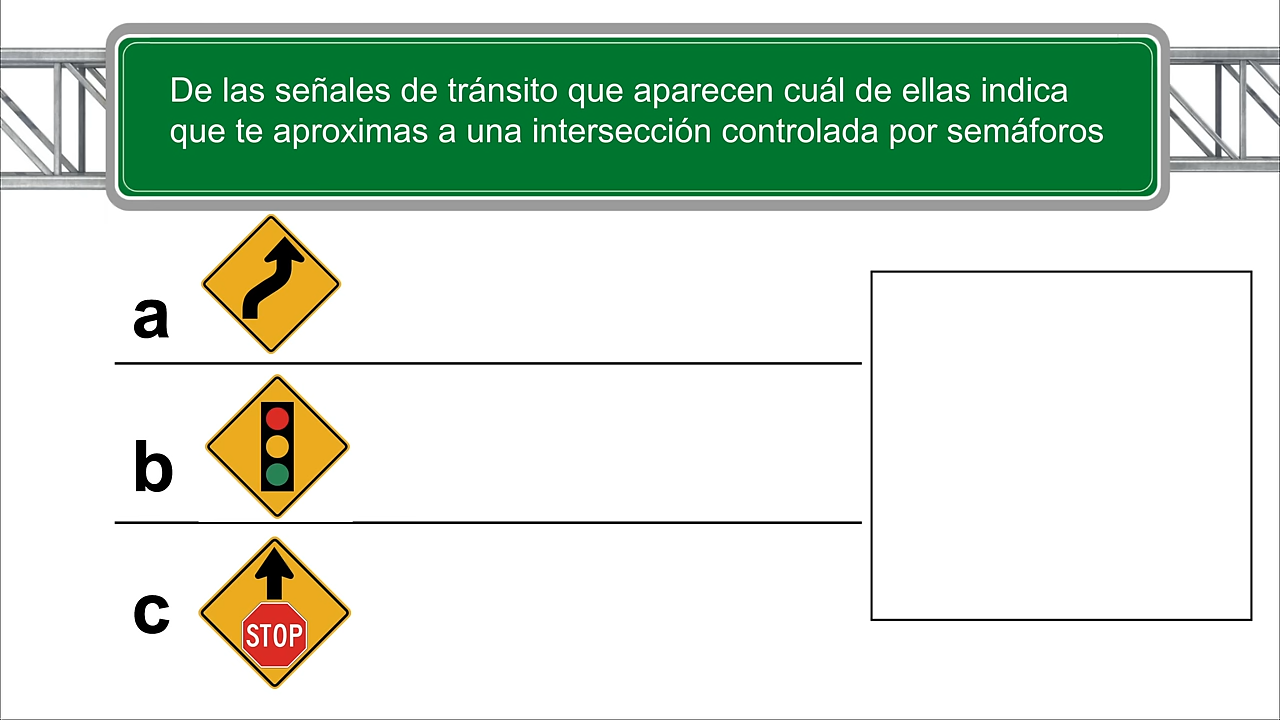 De las señales de tránsito que aparecen cuál de ellas indica
que te aproximas a una intersección controlada por semáforos
a
b
c
STOP